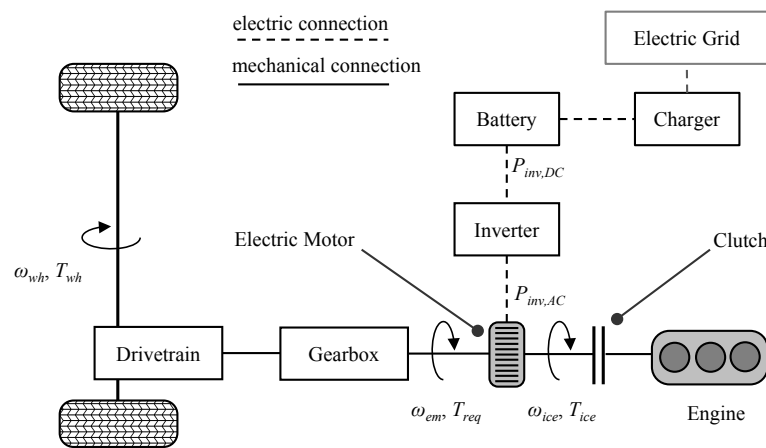 electric connection
mechanical connection
Electric Grid
Battery
Charger
P_inv,DC
Inverter
Electric Motor
Clutch
ω_wh, T_wh
P_inv,AC
Drivetrain
Gearbox
ω_em, T_req
ω_ice, T_ice
Engine